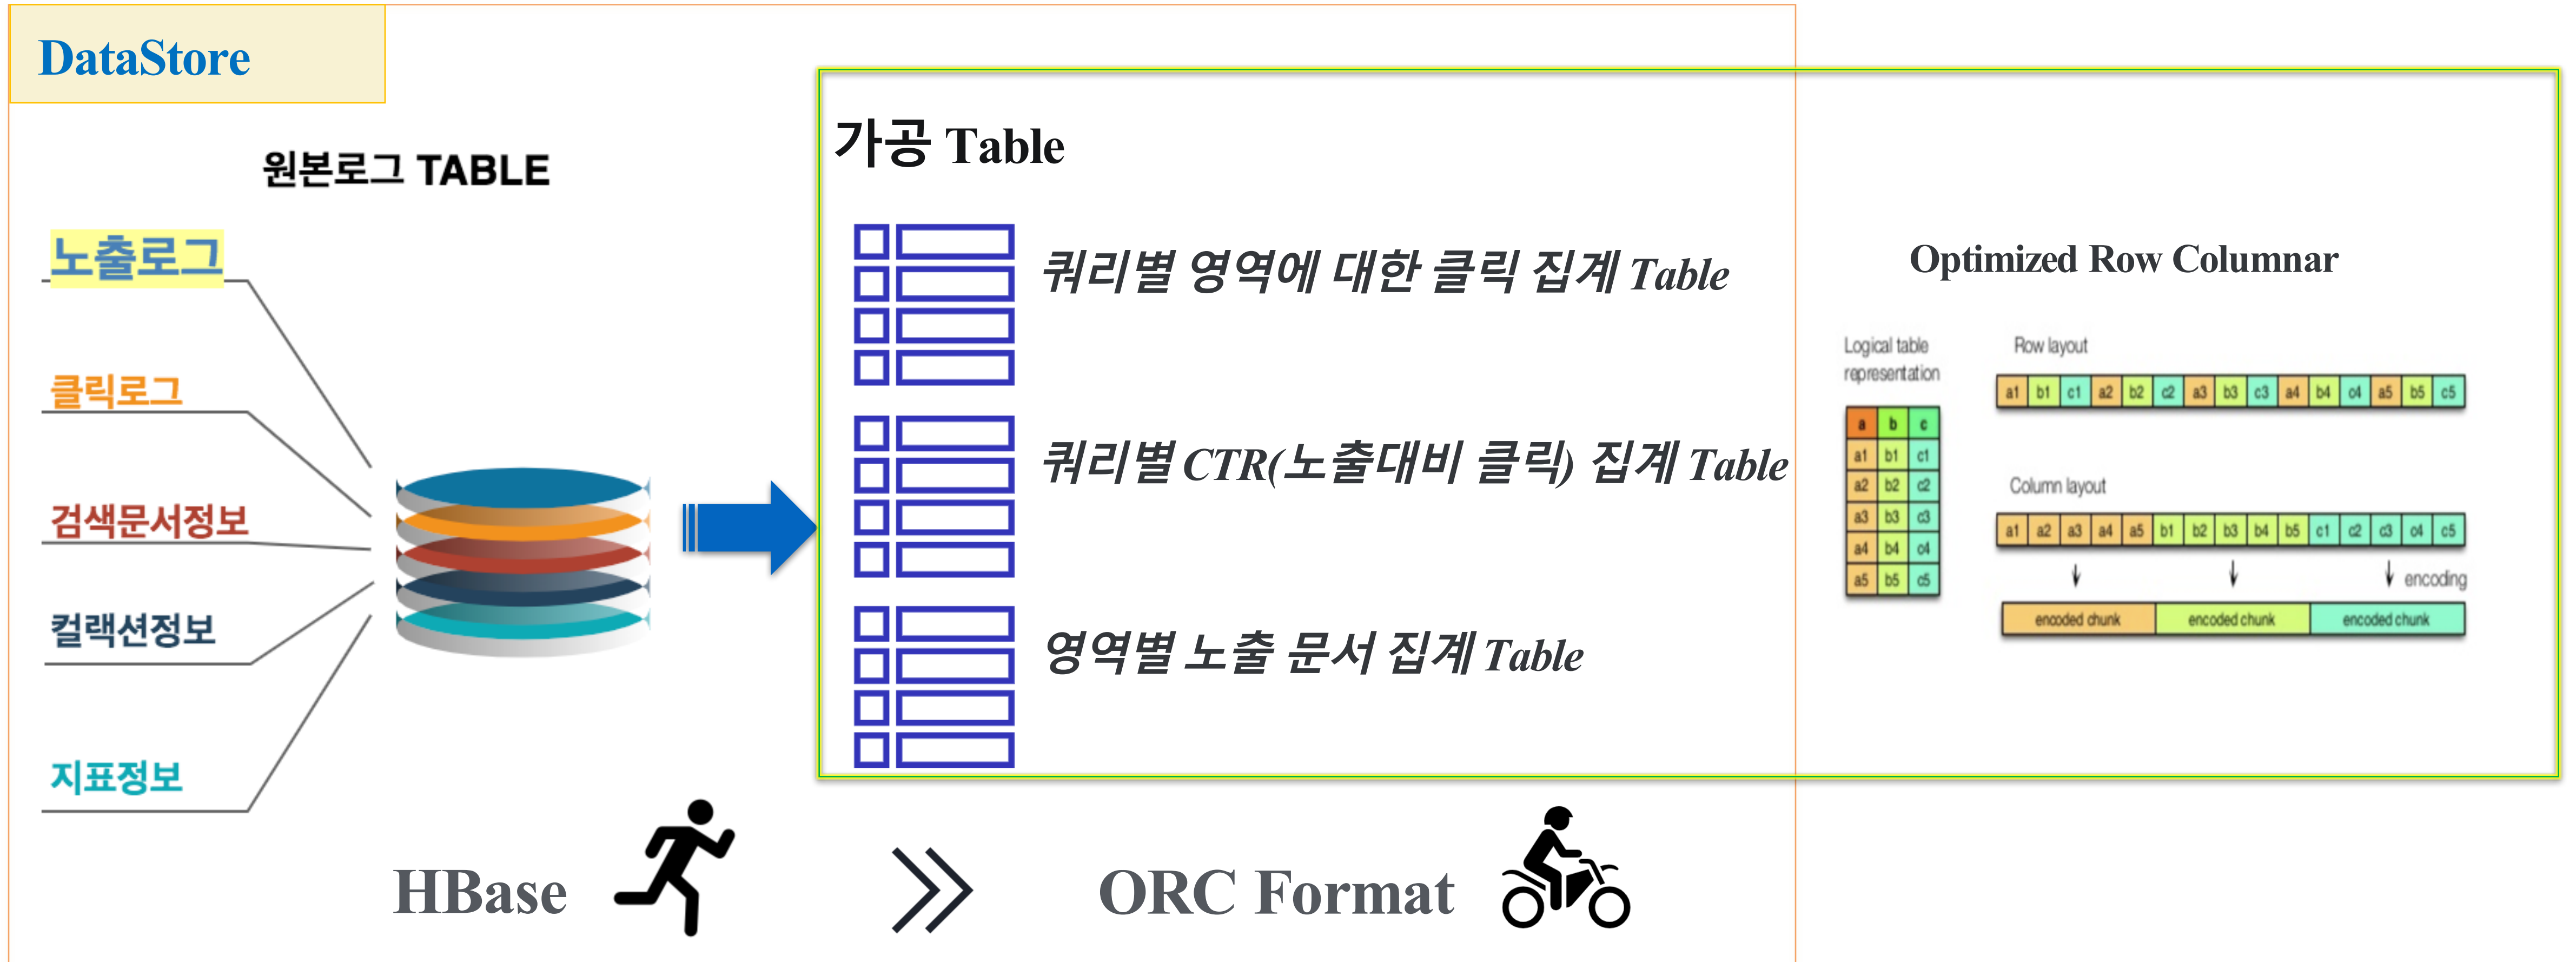 DataStore
원본로그 TABLE
노출로그
클릭로그
검색문서정보
컬랙션정보
지표정보
가공 Table
쿼리별 영역에 대한 클릭 집계 Table
쿼리별 CTR(노출대비 클릭) 집계 Table
영역별 노출 문서 집계 Table
Optimized Row Columnar
Logical table
representation
a b c
a1 b1 c1
a2 b2 c2
a3 b3 c3
a4 b4 c4
a5 b5 c5
Row layout
a1 b1 c1 a2 b2 c2 a3 b3 c3 a4 b4 c4 a5 b5 c5
Column layout
a1 a2 a3 a4 a5 b1 b2 b3 b4 b5 c1 c2 c3 c4 c5
encoding
encoded chunk encoded chunk encoded chunk
HBase
ORC Format